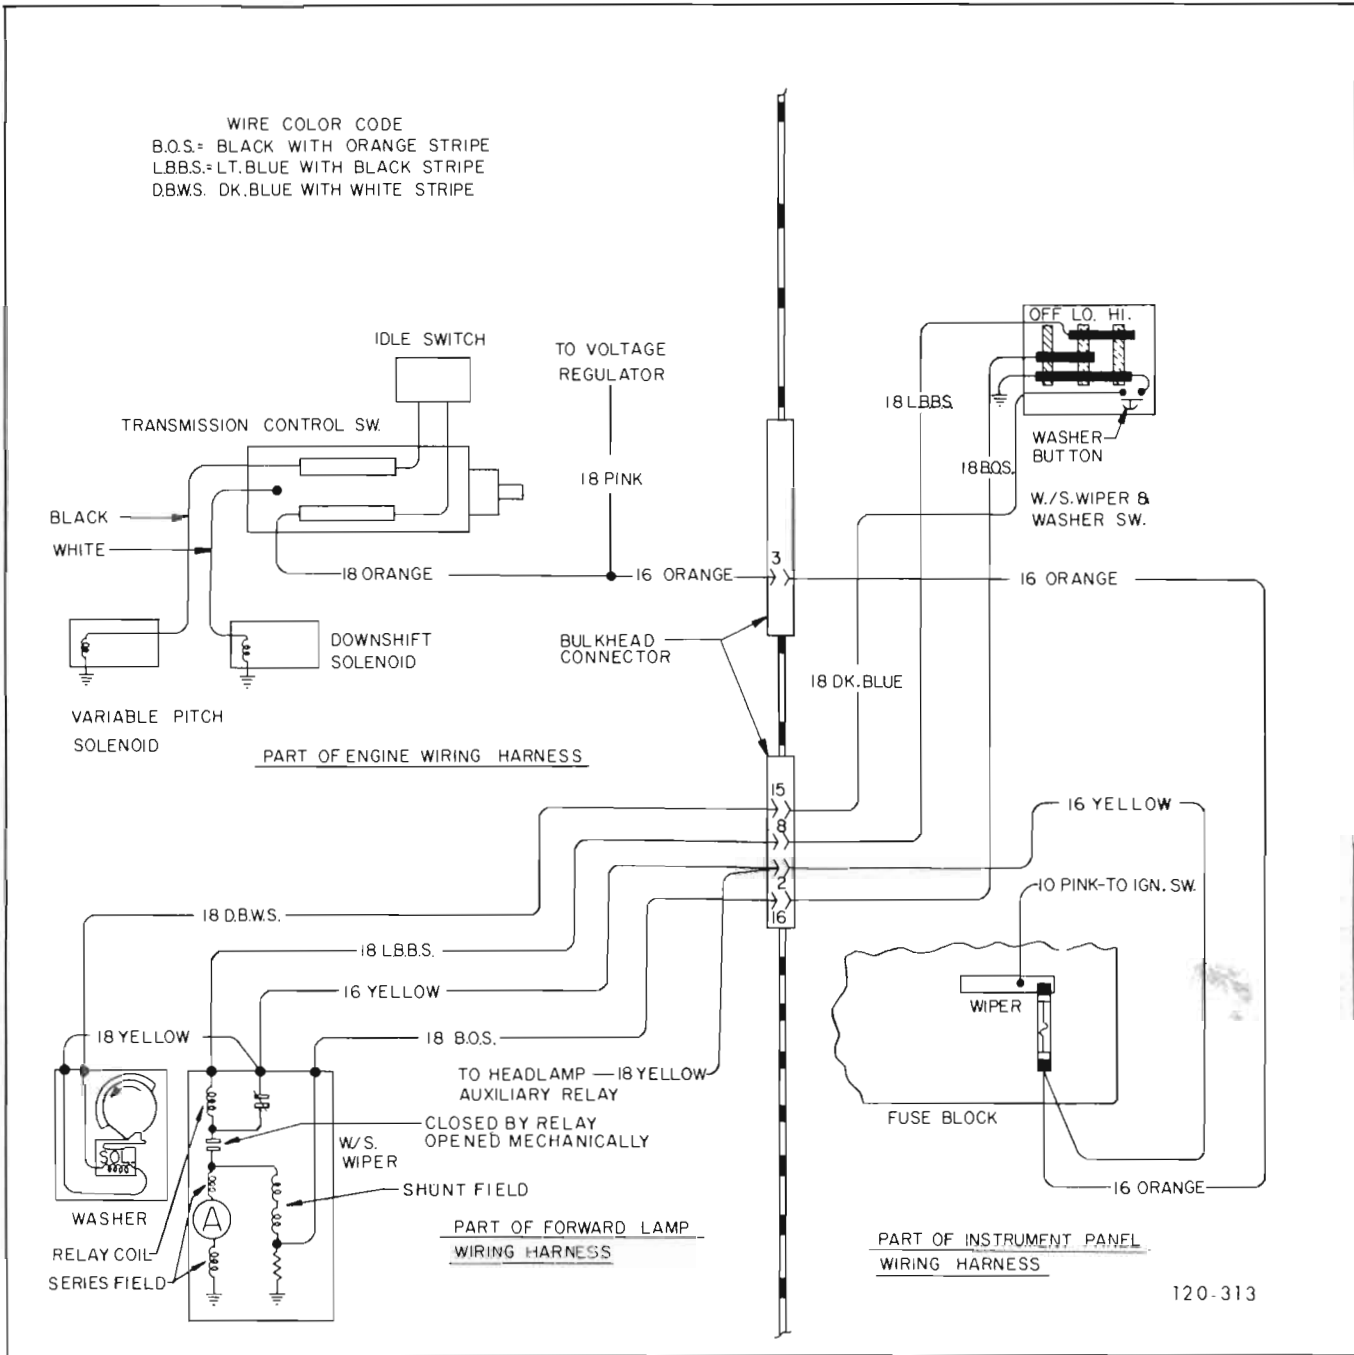 WIRE COLOR CODE
B.O.S.= BLACK WITH ORANGE STRIPE
L.B.B.S.= LT. BLUE WITH BLACK STRIPE
D.B.W.S. DK. BLUE WITH WHITE STRIPE
OFF LO. HI.
IDLE SWITCH
TO VOLTAGE
REGULATOR
18 L.B.B.S.
TRANSMISSION CONTROL SW.
WASHER
BUTTON
18 B.O.S.
18 PINK
W./S. WIPER &
WASHER SW.
BLACK
WHITE
3
18 ORANGE
16 ORANGE
16 ORANGE
DOWNSHIFT
SOLENOID
BULKHEAD
CONNECTOR
18 DK. BLUE
VARIABLE PITCH
SOLENOID
PART OF ENGINE WIRING HARNESS
15
16 YELLOW
8
2
10 PINK-TO IGN. SW.
16
18 D.B.W.S.
18 L.B.B.S.
16 YELLOW
WIPER
18 YELLOW
18 B.O.S.
TO HEADLAMP
AUXILIARY RELAY
18 YELLOW
FUSE BLOCK
CLOSED BY RELAY
OPENED MECHANICALLY
W/S.
WIPER
SOL.
SHUNT FIELD
16 ORANGE
WASHER
A
PART OF FORWARD LAMP
WIRING HARNESS
PART OF INSTRUMENT PANEL
WIRING HARNESS
RELAY COIL
SERIES FIELD
120-313